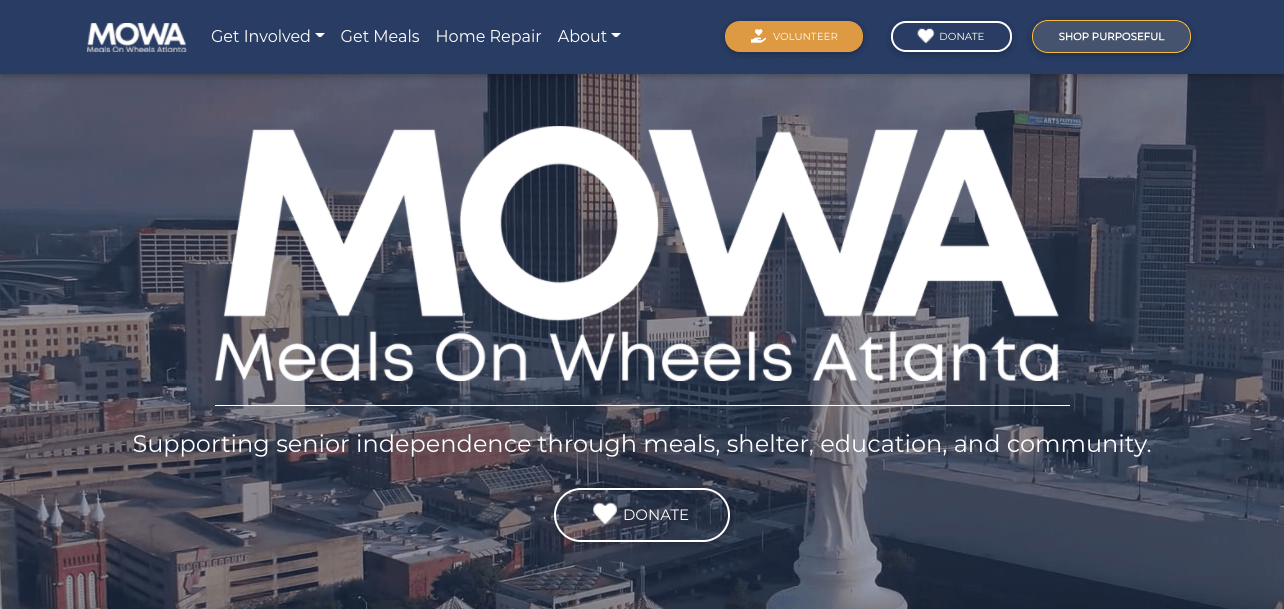 MOWA
Meals On Wheels Atlanta
Get Involved
Get Meals
Home Repair
About
VOLUNTEER
DONATE
SHOP PURPOSEFUL
ARTS FESTIVAL
MOWA
Meals On Wheels Atlanta
Supporting senior independence through meals, shelter, education, and community.
DONATE